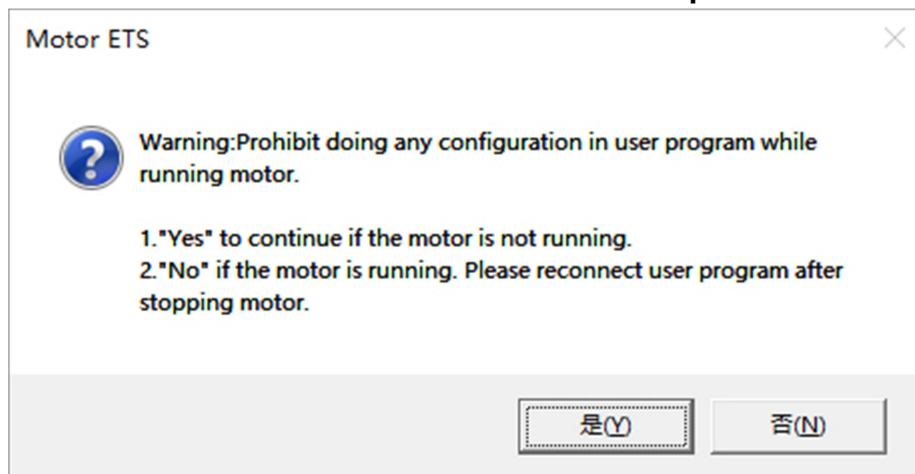 Motor ETS
Warning:Prohibit doing any configuration in user program while
running motor.
1."Yes" to continue if the motor is not running.
2."No" if the motor is running. Please reconnect user program after
stopping motor.
是(Y)
否(N)